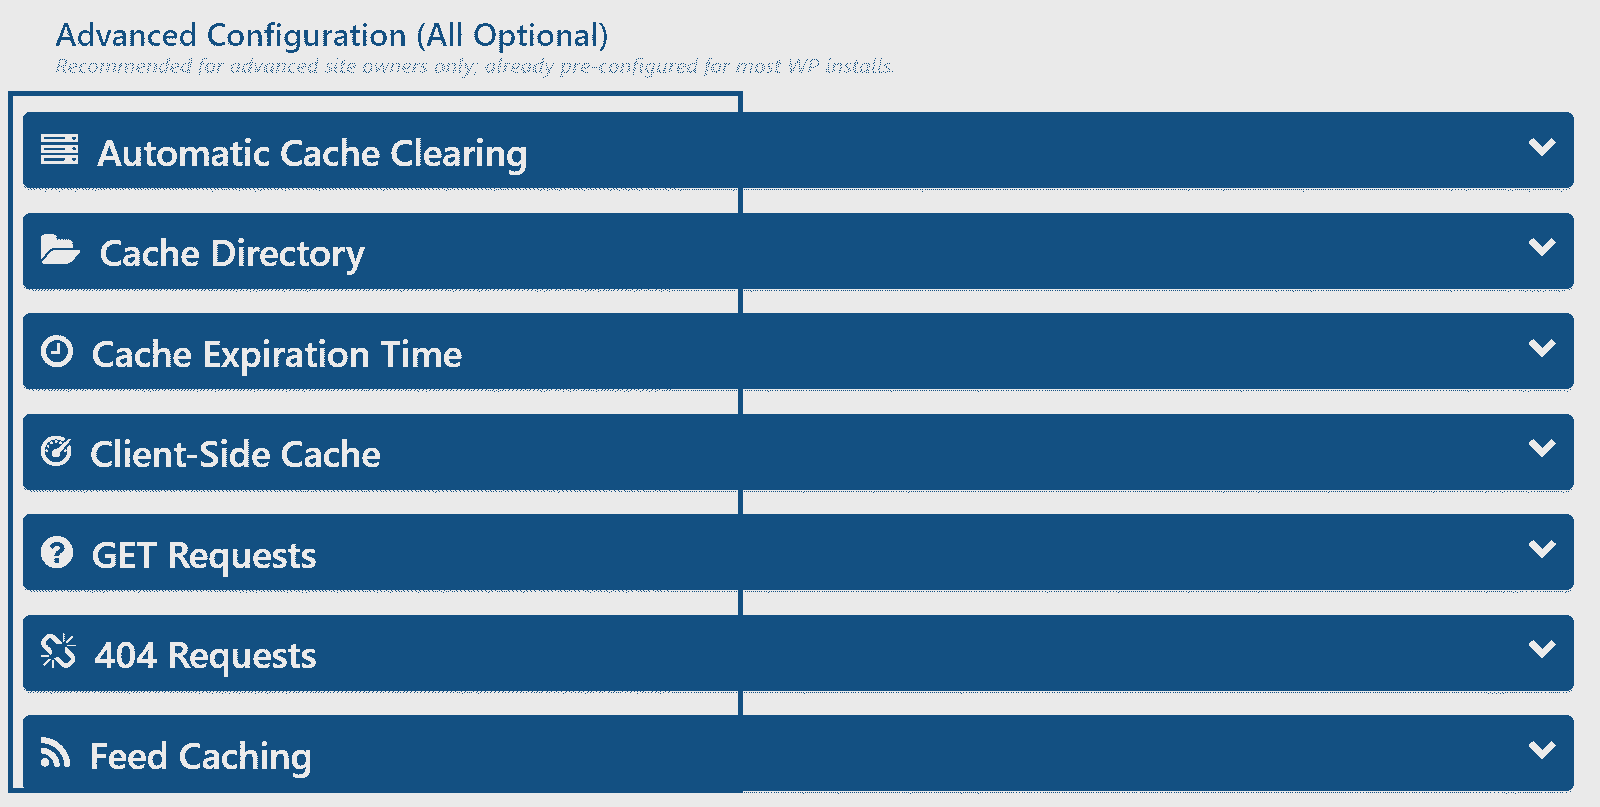 Advanced Configuration (All Optional)
Recommended for advanced site owners only; already pre-configured for most WP installs.
Automatic Cache Clearing
Cache Directory
Cache Expiration Time
Client-Side Cache
GET Requests
404 Requests
Feed Caching